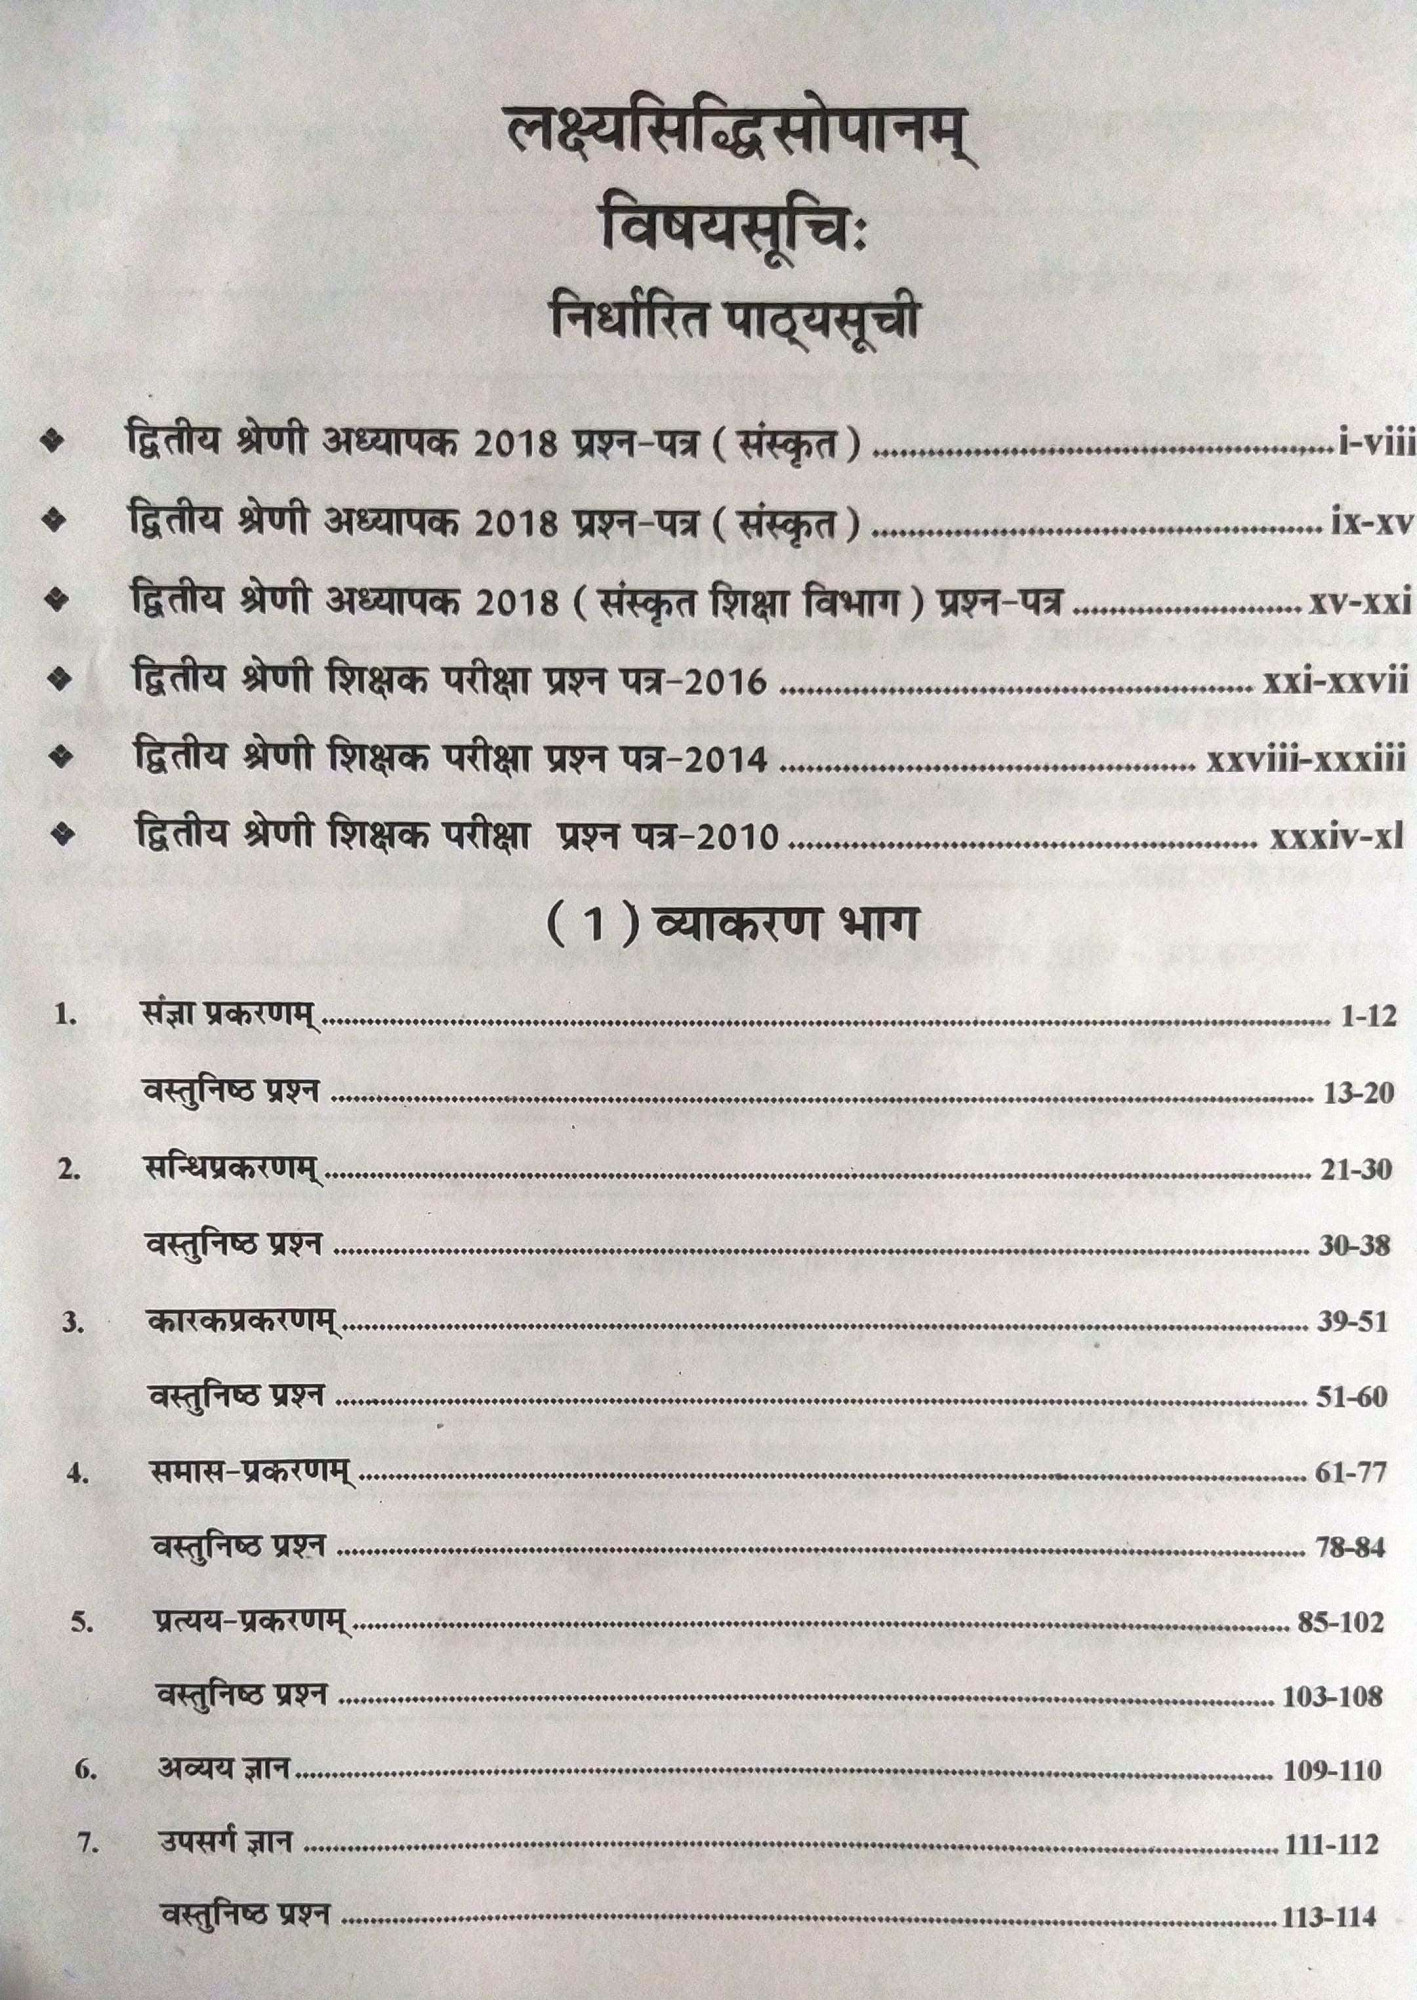 लक्ष्यसिद्धिसोपानम्
विषयसूचिः
निर्धारित पाठ्यसूची
❖ द्वितीय श्रेणी अध्यापक 2018 प्रश्न-पत्र ( संस्कृत ) ........ i-viii
❖ द्वितीय श्रेणी अध्यापक 2018 प्रश्न-पत्र ( संस्कृत ) ........ ix-xv
❖ द्वितीय श्रेणी अध्यापक 2018 ( संस्कृत शिक्षा विभाग ) प्रश्न-पत्र ........ xv-xxi
❖ द्वितीय श्रेणी शिक्षक परीक्षा प्रश्न पत्र-2016 ........ xxi-xxvii
❖ द्वितीय श्रेणी शिक्षक परीक्षा प्रश्न पत्र-2014 ........ xxviii-xxxiii
❖ द्वितीय श्रेणी शिक्षक परीक्षा प्रश्न पत्र-2010 ........ xxxiv-xl
( 1 ) व्याकरण भाग
1. संज्ञा प्रकरणम् ........ 1-12
वस्तुनिष्ठ प्रश्न ........ 13-20
2. सन्धिप्रकरणम् ........ 21-30
वस्तुनिष्ठ प्रश्न ........ 30-38
3. कारकप्रकरणम् ........ 39-51
वस्तुनिष्ठ प्रश्न ........ 51-60
4. समास-प्रकरणम् ........ 61-77
वस्तुनिष्ठ प्रश्न ........ 78-84
5. प्रत्यय-प्रकरणम् ........ 85-102
वस्तुनिष्ठ प्रश्न ........ 103-108
6. अव्यय ज्ञान ........ 109-110
7. उपसर्ग ज्ञान ........ 111-112
वस्तुनिष्ठ प्रश्न ........ 113-114